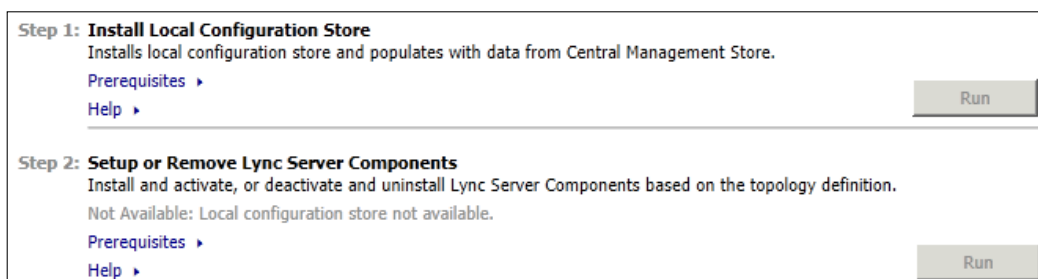 Step 1: Install Local Configuration Store
Installs local configuration store and populates with data from Central Management Store.
Prerequisites ▸
Help ▸
Run
Step 2: Setup or Remove Lync Server Components
Install and activate, or deactivate and uninstall Lync Server Components based on the topology definition.
Not Available: Local configuration store not available.
Prerequisites ▸
Help ▸
Run